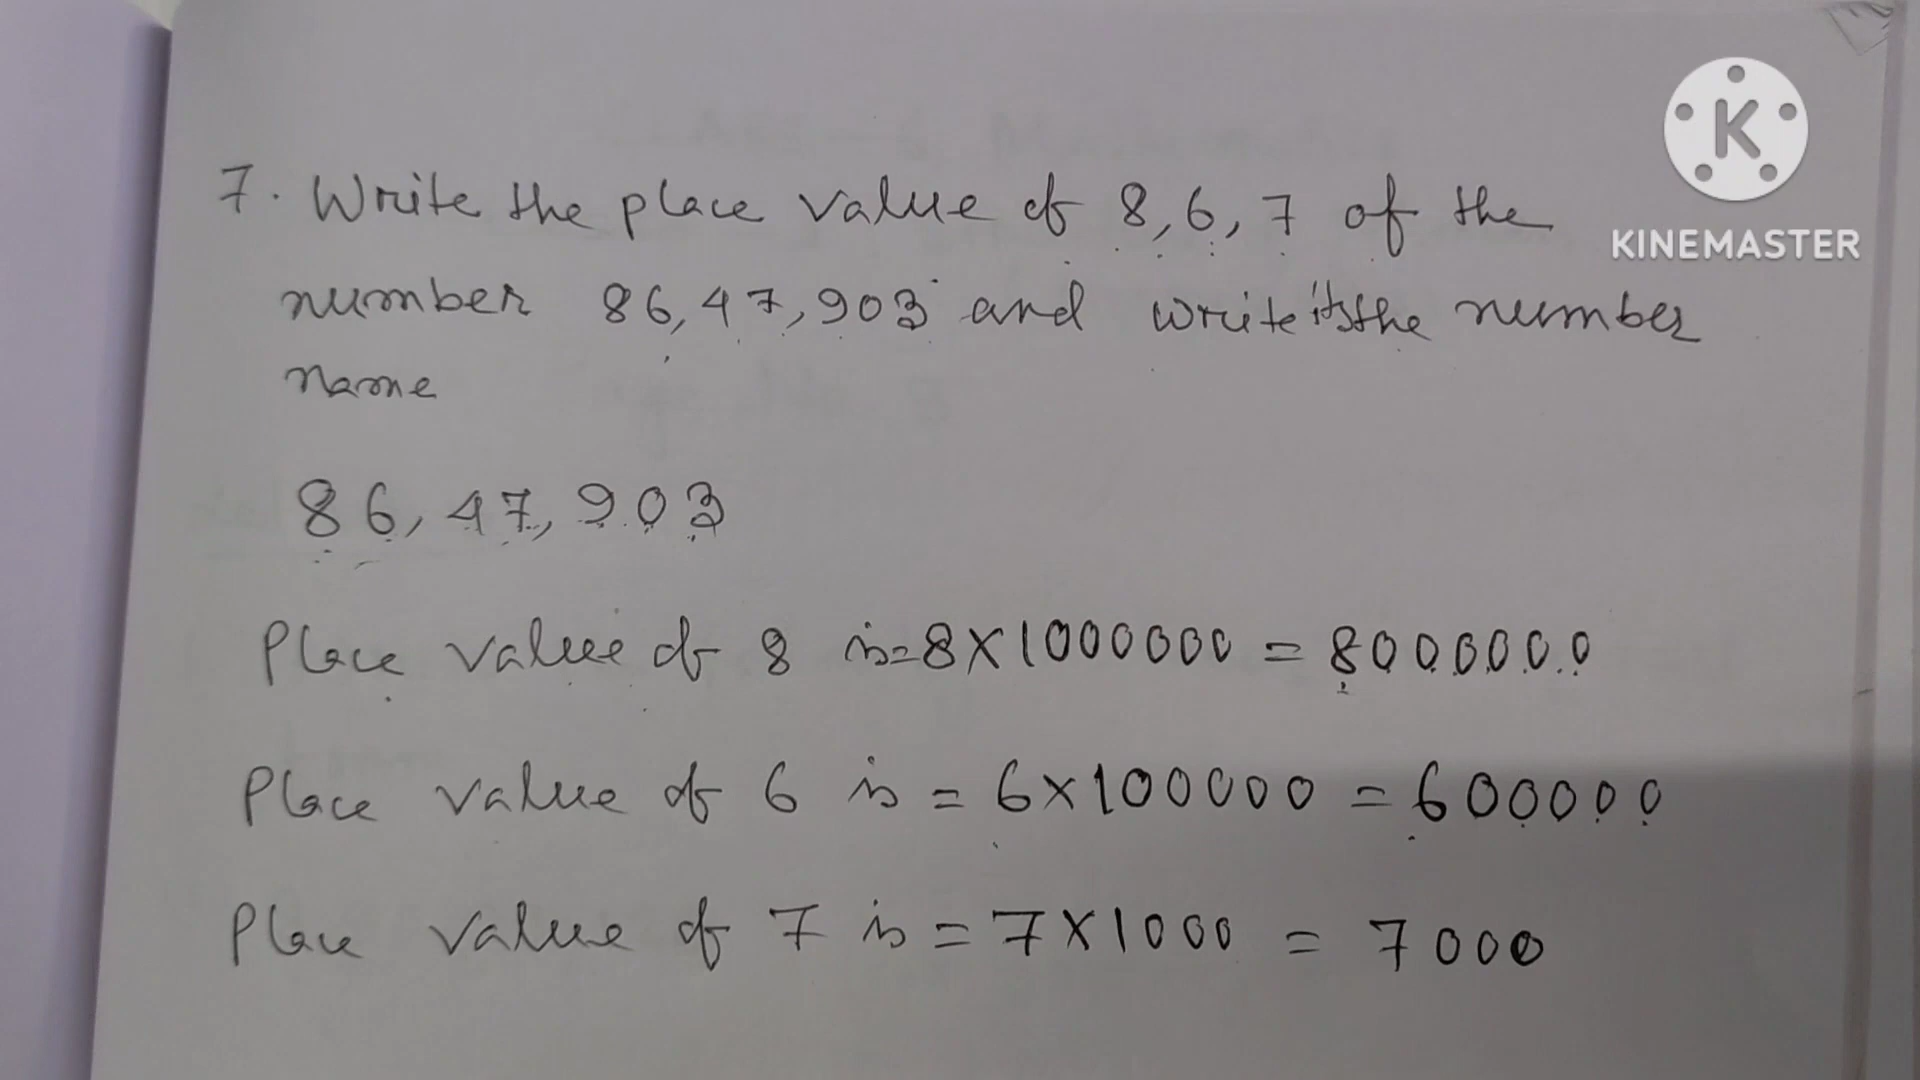 7. Write the place value of 8, 6, 7 of the
number 86,47,903 and write its the number
name
86,47,903
Place value of 8 is = 8 X 1000000 = 8000000
Place value of 6 is = 6 X 100000 = 600000
Place value of 7 is = 7 X 1000 = 7000
K
KINEMASTER